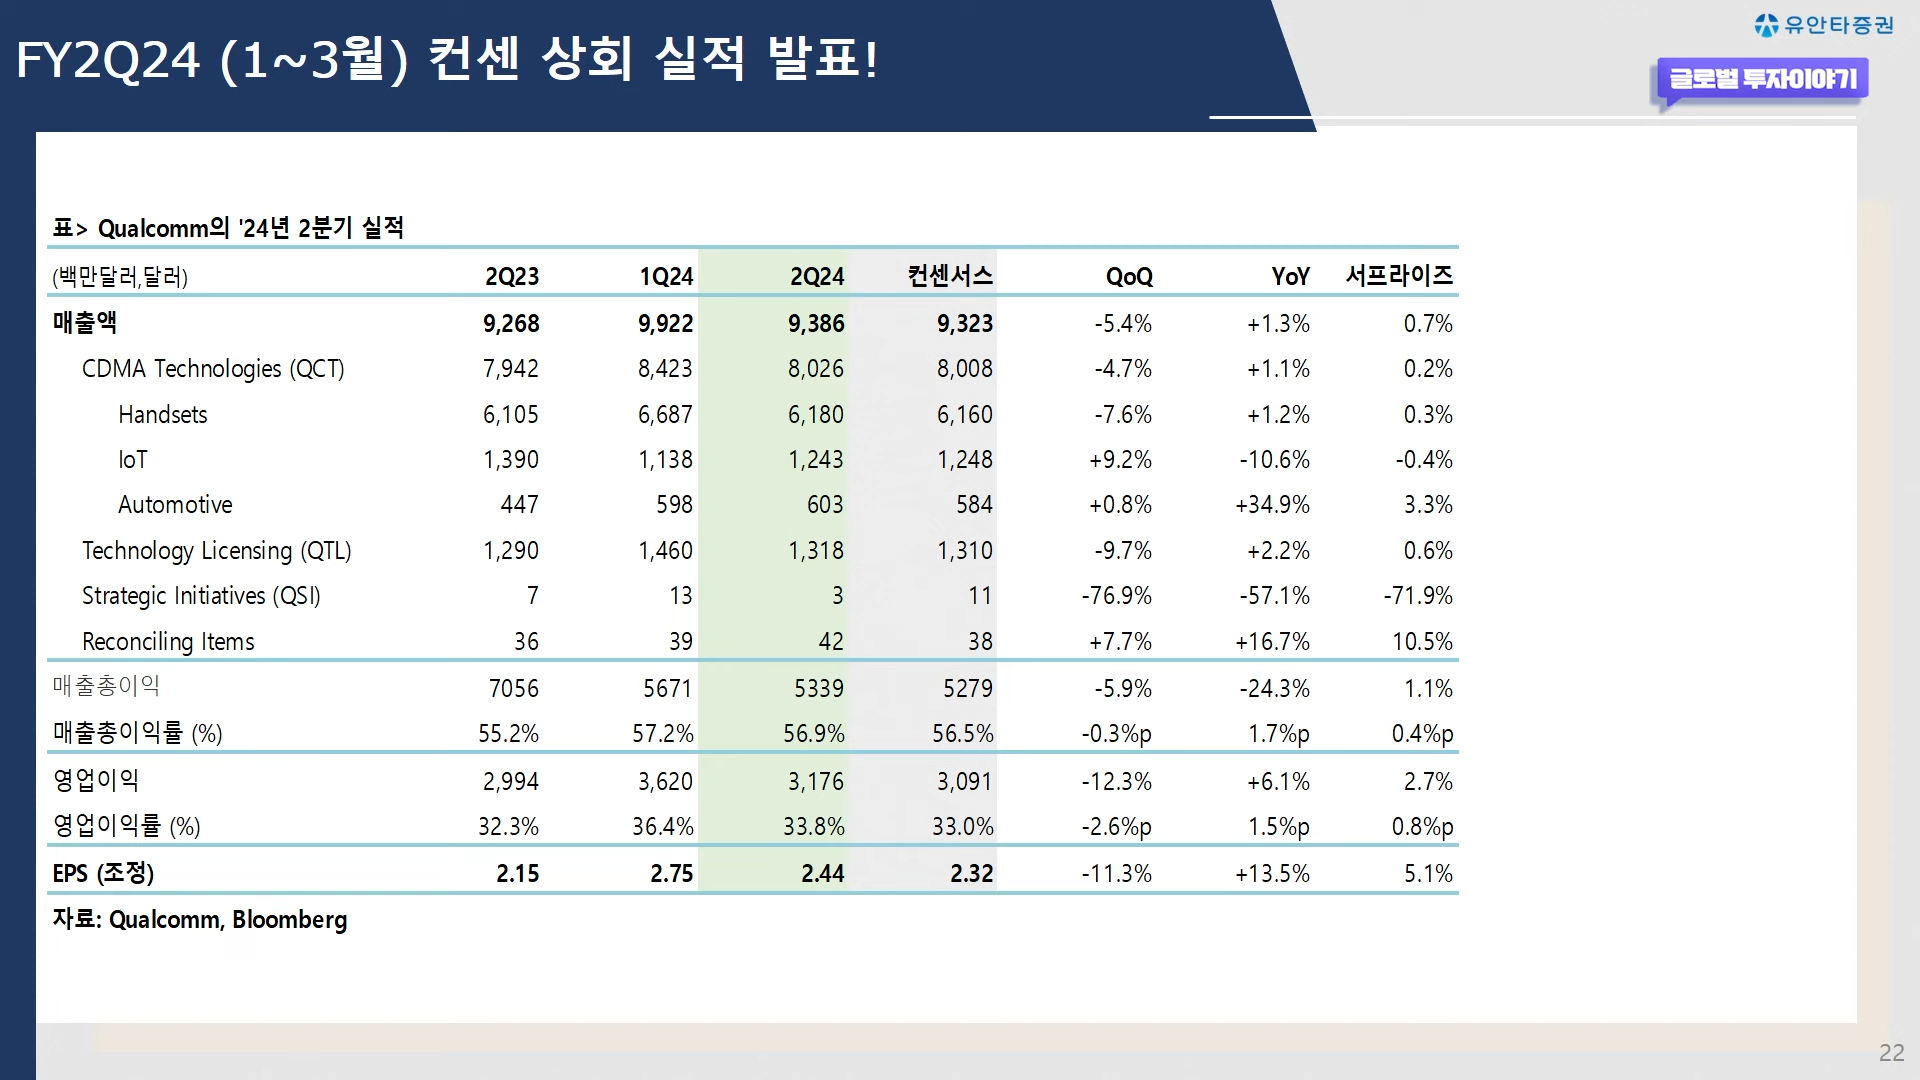 FY2Q24 (1~3월) 컨센 상회 실적 발표!
유안타증권
글로벌 투자이야기
표> Qualcomm의 '24년 2분기 실적
(백만달러,달러) 2Q23 1Q24 2Q24 컨센서스 QoQ YoY 서프라이즈
매출액 9,268 9,922 9,386 9,323 -5.4% +1.3% 0.7%
CDMA Technologies (QCT) 7,942 8,423 8,026 8,008 -4.7% +1.1% 0.2%
Handsets 6,105 6,687 6,180 6,160 -7.6% +1.2% 0.3%
IoT 1,390 1,138 1,243 1,248 +9.2% -10.6% -0.4%
Automotive 447 598 603 584 +0.8% +34.9% 3.3%
Technology Licensing (QTL) 1,290 1,460 1,318 1,310 -9.7% +2.2% 0.6%
Strategic Initiatives (QSI) 7 13 3 11 -76.9% -57.1% -71.9%
Reconciling Items 36 39 42 38 +7.7% +16.7% 10.5%
매출총이익 7056 5671 5339 5279 -5.9% -24.3% 1.1%
매출총이익률 (%) 55.2% 57.2% 56.9% 56.5% -0.3%p 1.7%p 0.4%p
영업이익 2,994 3,620 3,176 3,091 -12.3% +6.1% 2.7%
영업이익률 (%) 32.3% 36.4% 33.8% 33.0% -2.6%p 1.5%p 0.8%p
EPS (조정) 2.15 2.75 2.44 2.32 -11.3% +13.5% 5.1%
자료: Qualcomm, Bloomberg
22